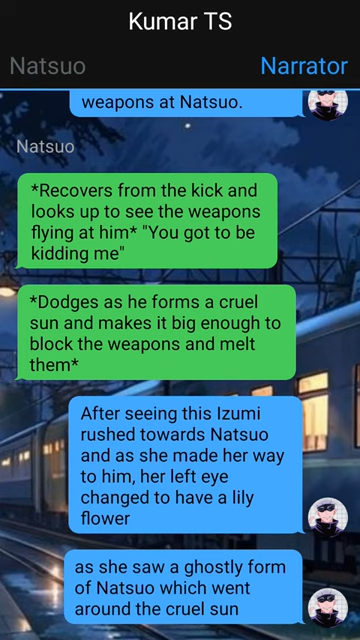 Kumar TS
Natsuo
Narrator
weapons at Natsuo.
Natsuo
*Recovers from the kick and
looks up to see the weapons
flying at him* "You got to be
kidding me"
*Dodges as he forms a cruel
sun and makes it big enough to
block the weapons and melt
them*
After seeing this Izumi
rushed towards Natsuo
and as she made her way
to him, her left eye
changed to have a lily
flower
as she saw a ghostly form
of Natsuo which went
around the cruel sun